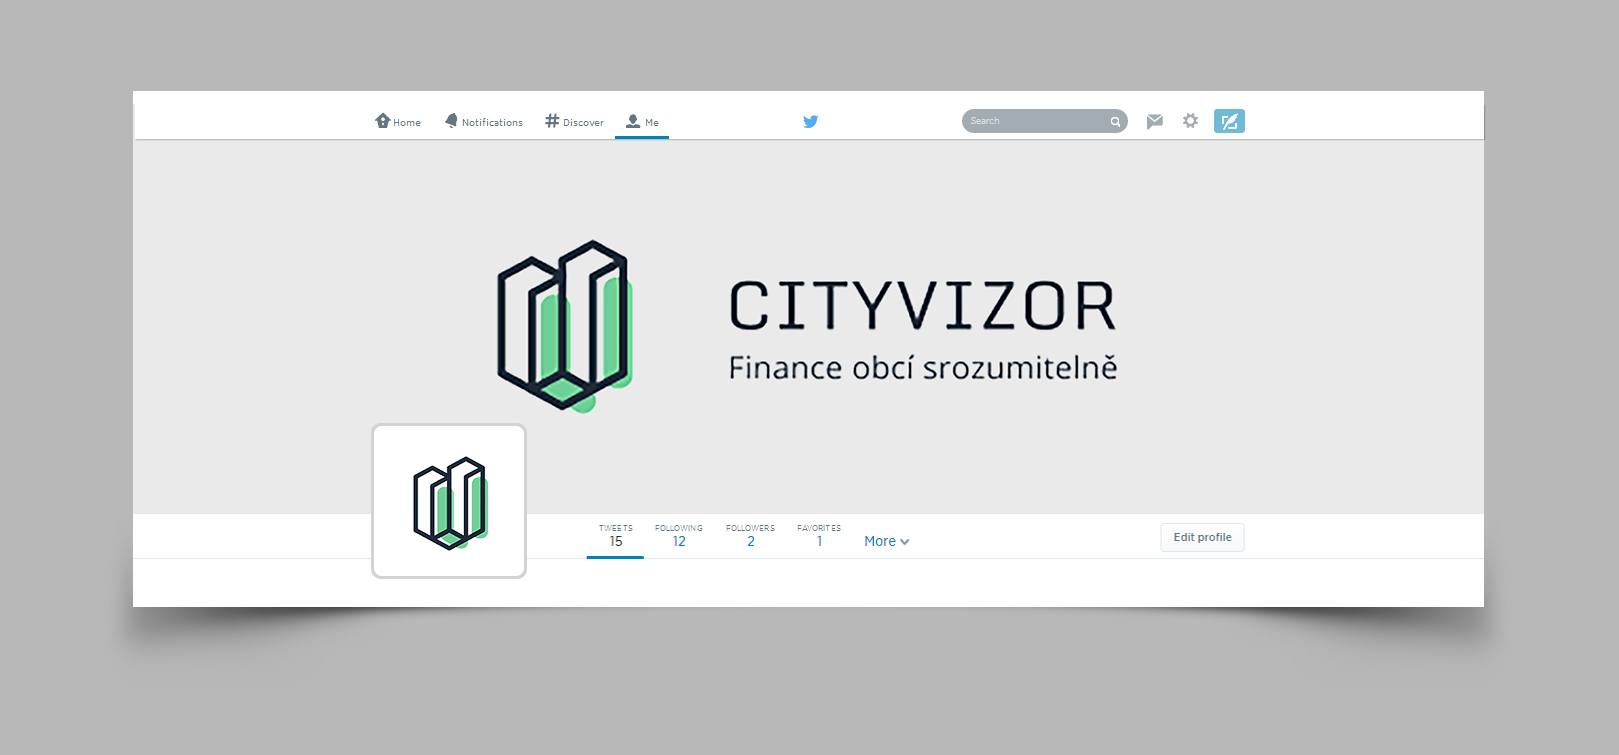 Home Notifications Discover Me Search
CITYVIZOR
Finance obcí srozumitelně
TWEETS FOLLOWING FOLLOWERS FAVORITES
15 12 2 1 More Edit profile